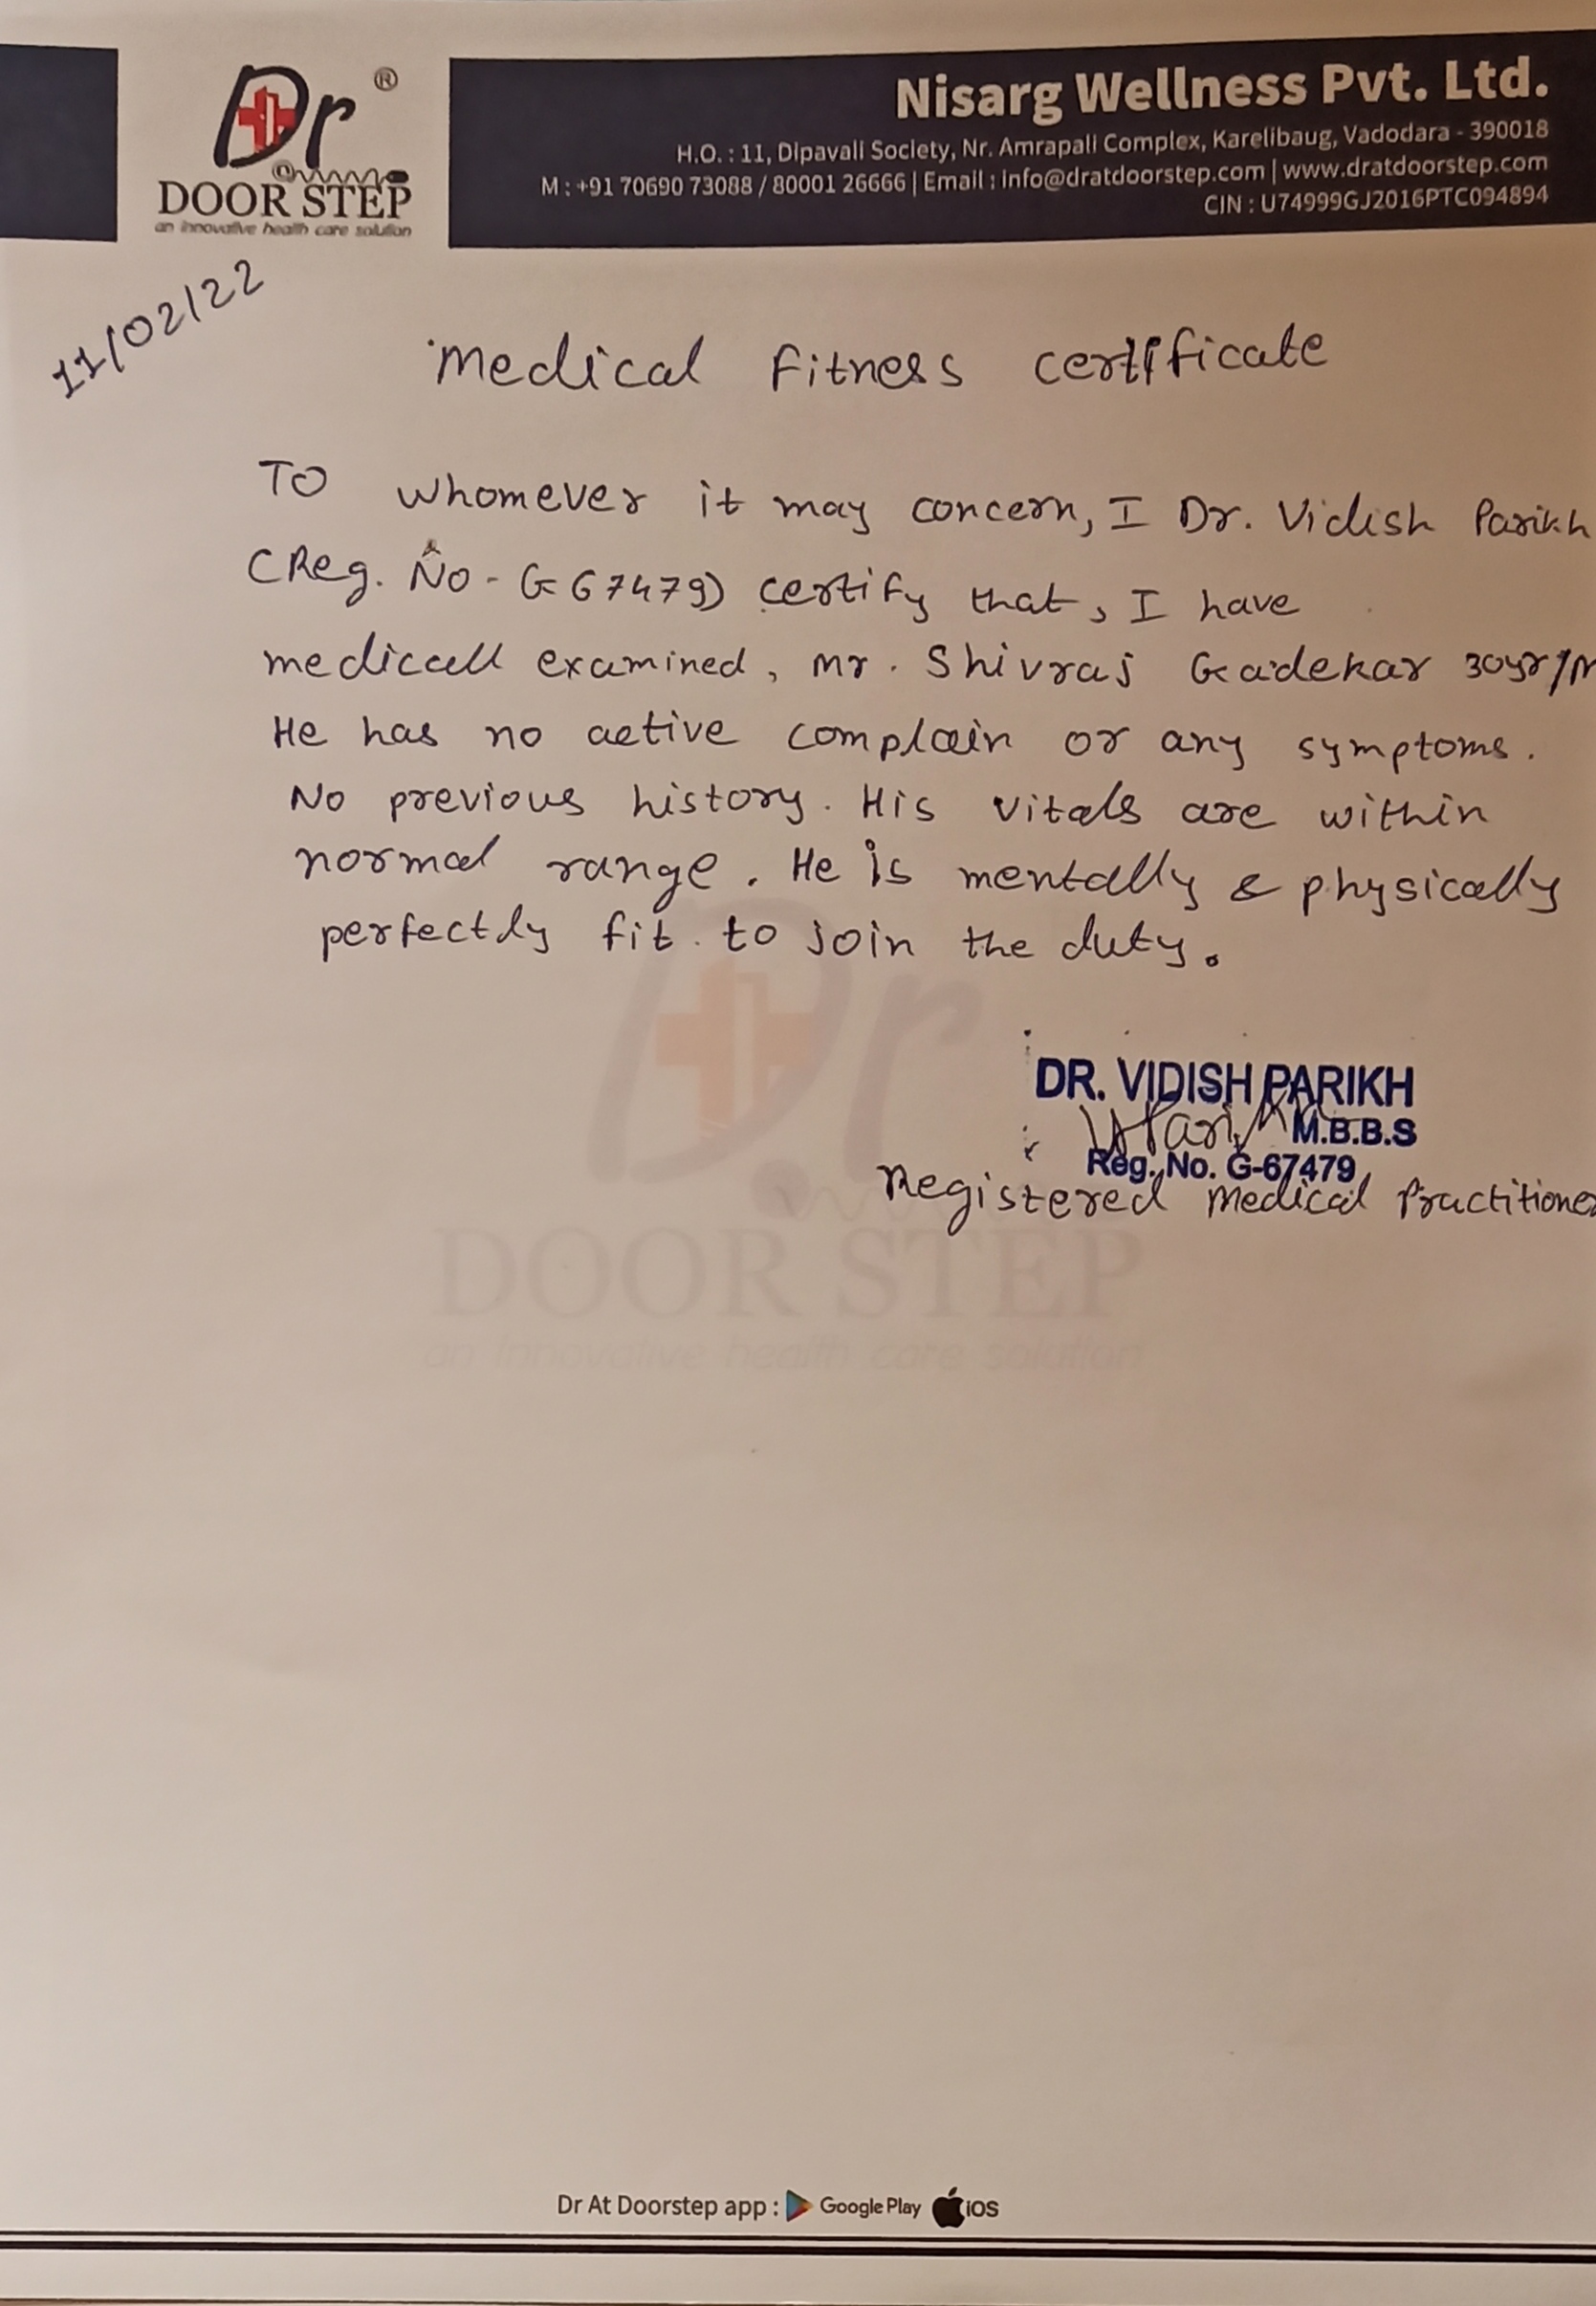 Dr ®
DOOR STEP
an innovative health care solution
Nisarg Wellness Pvt. Ltd.
H.O. : 11, Dipavali Society, Nr. Amrapali Complex, Karelibaug, Vadodara - 390018
M : +91 70690 73088 / 80001 26666 | Email : info@dratdoorstep.com | www.dratdoorstep.com
CIN : U74999GJ2016PTC094894
11/02/22
Medical Fitness certificate
To whomever it may concern, I Dr. Vidish Parikh
(Reg. No - G 67479) certify that, I have
medicall examined, Mr. Shivraj Gadekar 30yr/M
He has no active complain or any symptoms.
No previous history. His vitals are within
normal range. He is mentally & physically
perfectly fit to join the duty.
DR. VIDISH PARIKH
M.B.B.S
Reg. No. G-67479
Registered Medical Practitioner
Dr
DOOR STEP
an innovative health care solution
Dr At Doorstep app : Google Play iOS